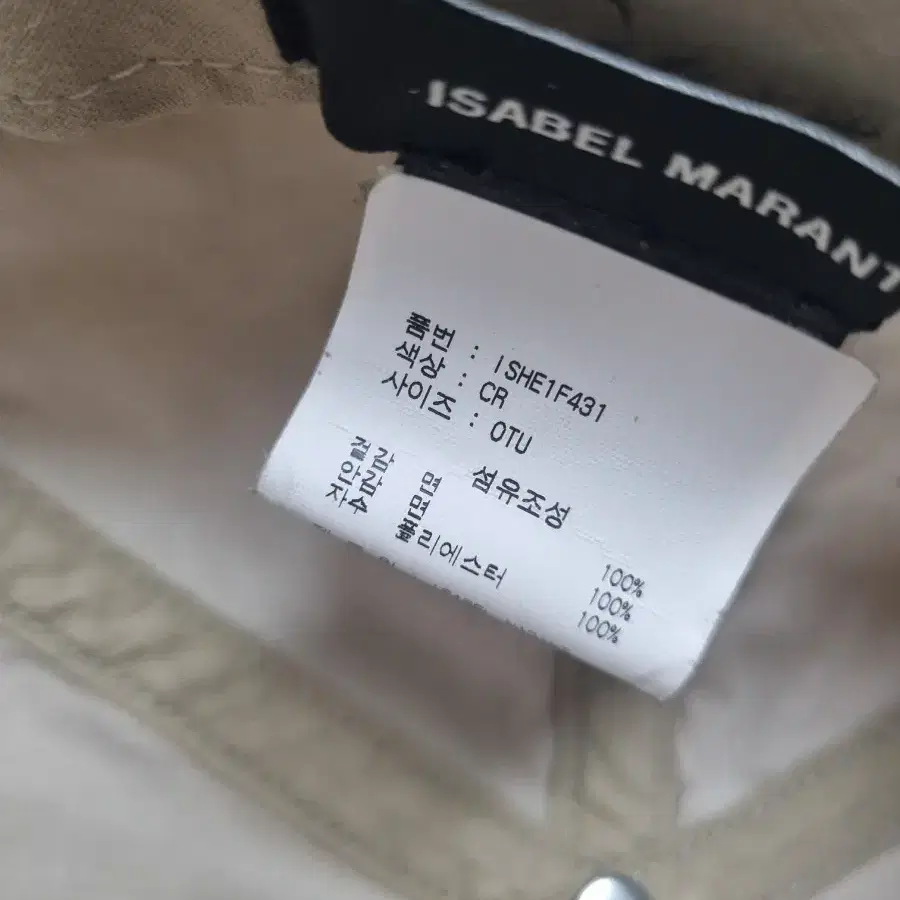 ISABEL MARANT
품번 : ISHE1F431
색상 : CR
사이즈 : OTU
섬유조성
겉감 면 100%
안감 면 100%
자수 폴리에스터 100%